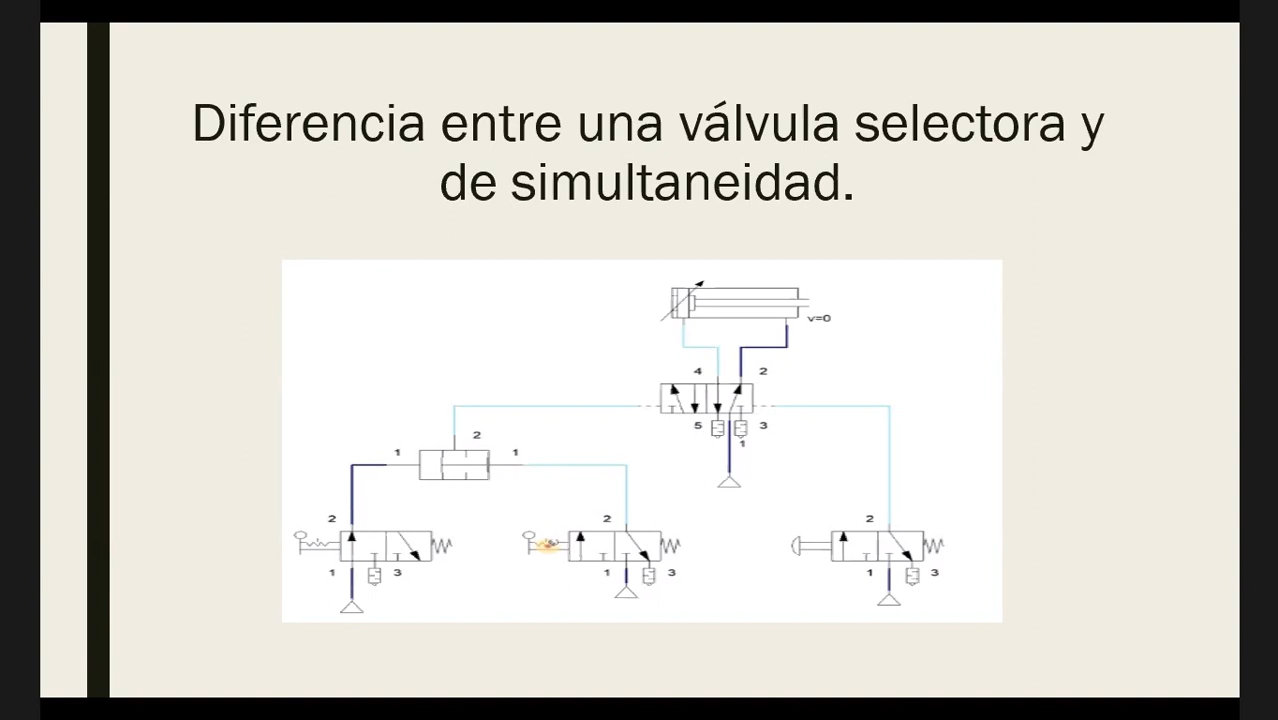 Diferencia entre una válvula selectora y
de simultaneidad.
v=0
4 2
5 3
1
2
1 1
2 2 2
1 3 1 3 1 3